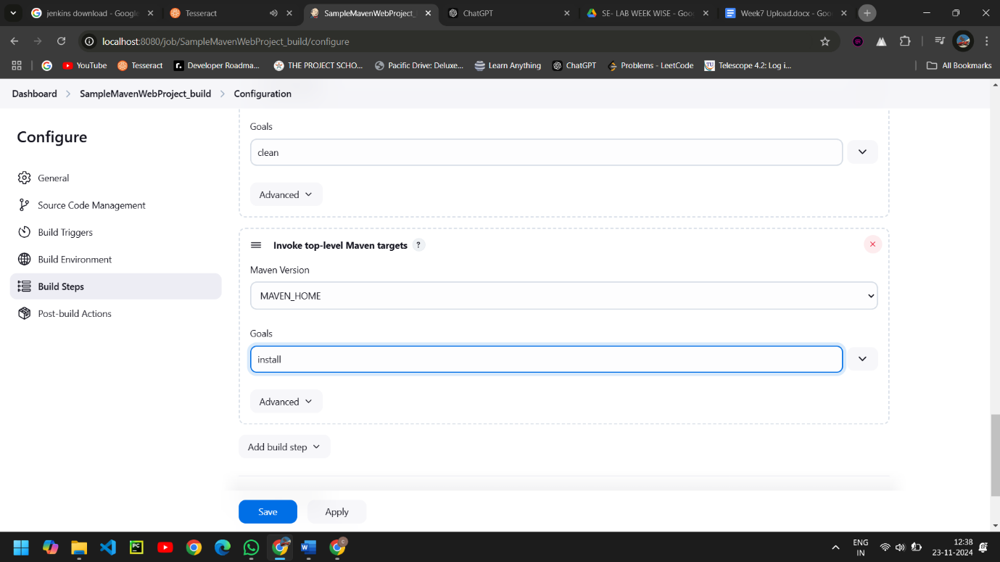 jenkins download - Google
Tesseract
SampleMavenWebProject_
ChatGPT
SE- LAB WEEK WISE - Goo
Week7 Upload.docx - Goo
localhost:8080/job/SampleMavenWebProject_build/configure
YouTube
Tesseract
Developer Roadma...
THE PROJECT SCHO...
Pacific Drive: Deluxe...
Learn Anything
ChatGPT
Problems - LeetCode
Telescope 4.2: Log i...
All Bookmarks
Dashboard
SampleMavenWebProject_build
Configuration
Configure
General
Source Code Management
Build Triggers
Build Environment
Build Steps
Post-build Actions
Goals
clean
Advanced
Invoke top-level Maven targets ?
Maven Version
MAVEN_HOME
Goals
install
Advanced
Add build step
Save
Apply
ENG
IN
12:38
23-11-2024